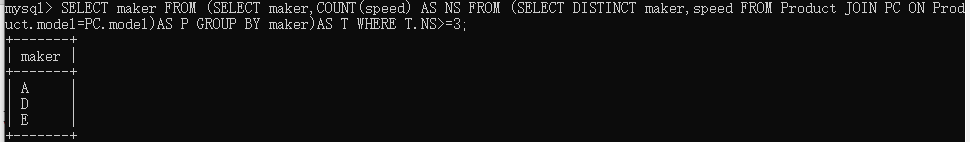 mysql> SELECT maker FROM (SELECT maker,COUNT(speed) AS NS FROM (SELECT DISTINCT maker,speed FROM Product JOIN PC ON Prod
uct.model=PC.model)AS P GROUP BY maker)AS T WHERE T.NS>=3;
+-------+
| maker |
+-------+
| A     |
| D     |
| E     |
+-------+